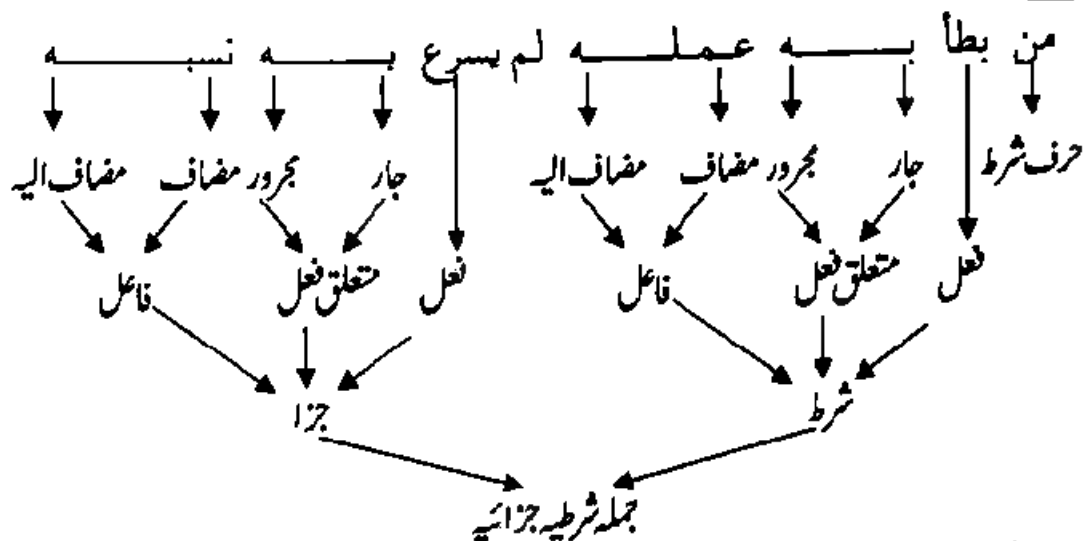 من بطأ بـــه عـمـلـــه لم يسرع بـــه نسبـــه
حرف شرط جار مجرور مضاف مضاف الیہ جار مجرور مضاف مضاف الیہ
فعل متعلق فعل فاعل فعل متعلق فعل فاعل
شرط جزا
جملہ شرطیہ جزائیہ